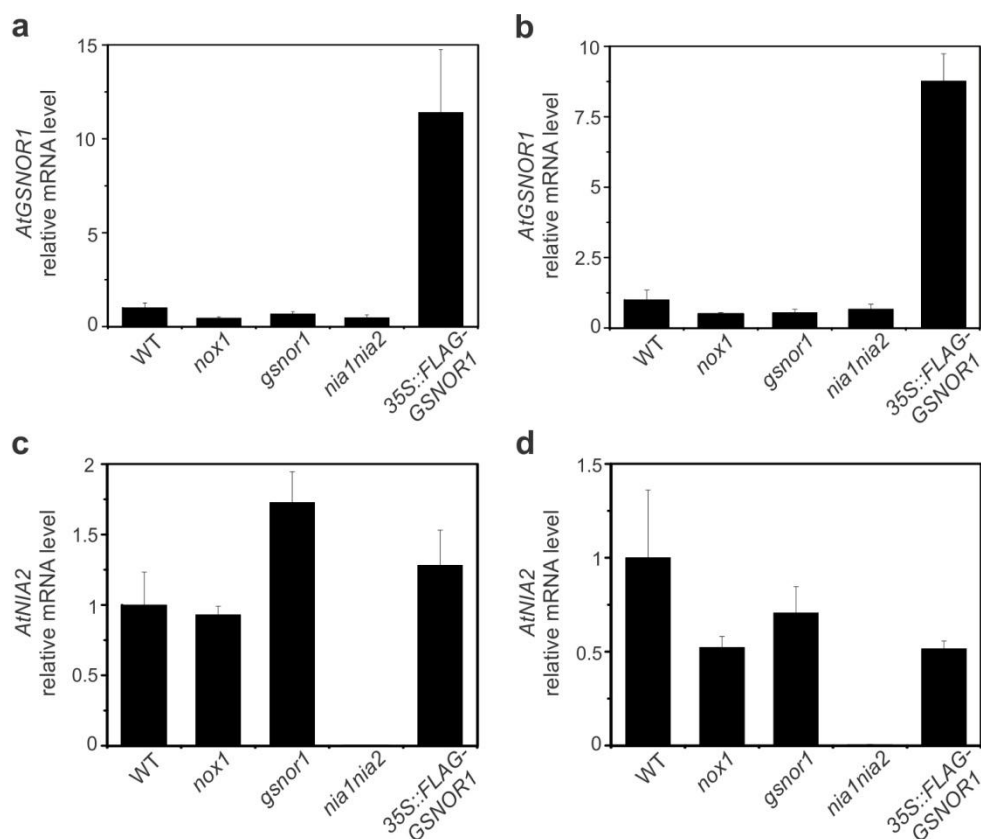 a
AtGSNOR1
relative mRNA level
15
10
5
0
WT
nox1
gsnor1
nia1nia2
35S::FLAG-
GSNOR1
b
AtGSNOR1
relative mRNA level
10
7.5
5
2.5
0
WT
nox1
gsnor1
nia1nia2
35S::FLAG-
GSNOR1
c
AtNIA2
relative mRNA level
2
1.5
1
0.5
0
WT
nox1
gsnor1
nia1nia2
35S::FLAG-
GSNOR1
d
AtNIA2
relative mRNA level
1.5
1
0.5
0
WT
nox1
gsnor1
nia1nia2
35S::FLAG-
GSNOR1